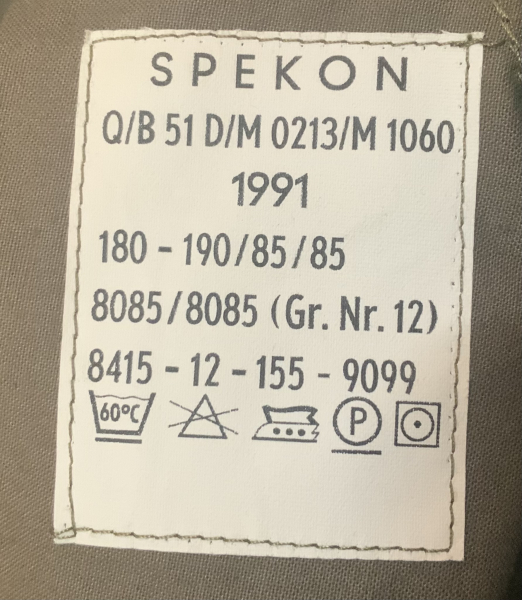 SPEKON
Q/B 51 D/M 0213/M 1060
1991
180 - 190/85/85
8085/8085 (Gr. Nr. 12)
8415 - 12 - 155 - 9099
60°C P